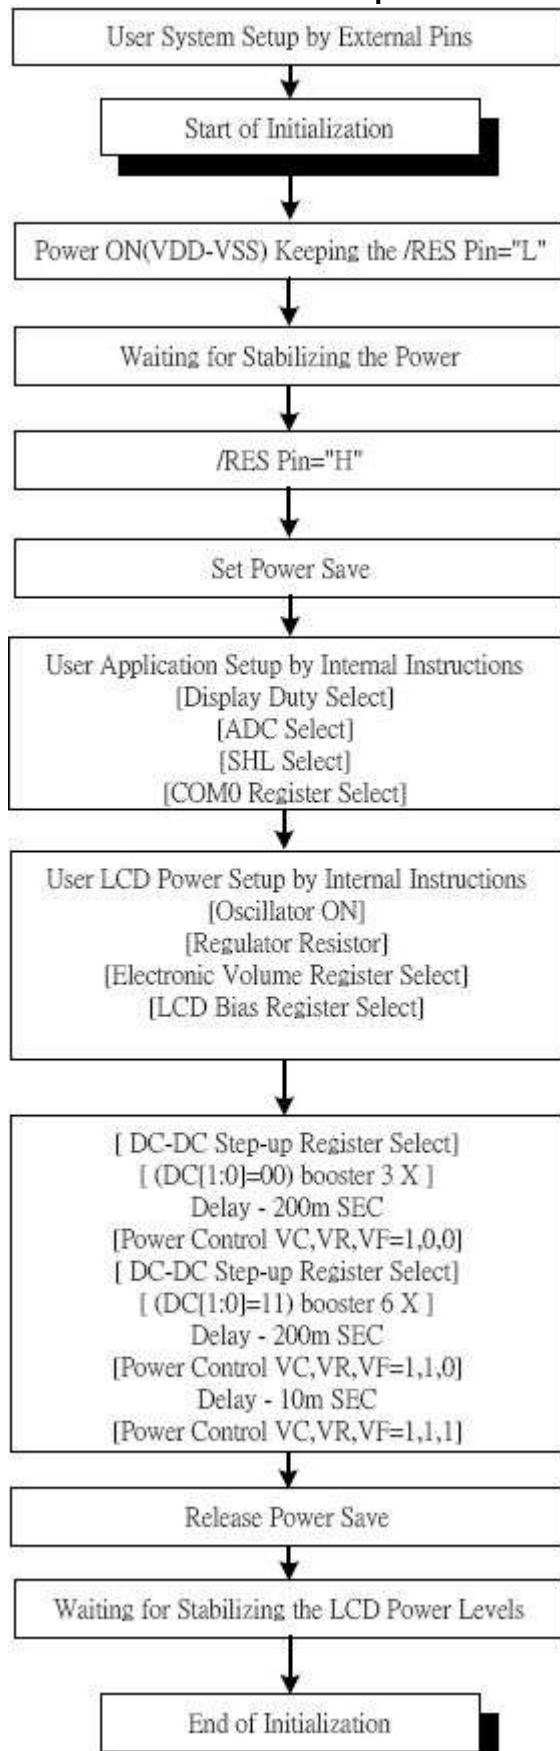 User System Setup by External Pins
Start of Initialization
Power ON(VDD-VSS) Keeping the /RES Pin="L"
Waiting for Stabilizing the Power
/RES Pin="H"
Set Power Save
User Application Setup by Internal Instructions
[Display Duty Select]
[ADC Select]
[SHL Select]
[COM0 Register Select]
User LCD Power Setup by Internal Instructions
[Oscillator ON]
[Regulator Resistor]
[Electronic Volume Register Select]
[LCD Bias Register Select]
[ DC-DC Step-up Register Select]
[ (DC[1:0]=00) booster 3 X ]
Delay - 200m SEC
[Power Control VC,VR,VF=1,0,0]
[ DC-DC Step-up Register Select]
[ (DC[1:0]=11) booster 6 X ]
Delay - 200m SEC
[Power Control VC,VR,VF=1,1,0]
Delay - 10m SEC
[Power Control VC,VR,VF=1,1,1]
Release Power Save
Waiting for Stabilizing the LCD Power Levels
End of Initialization